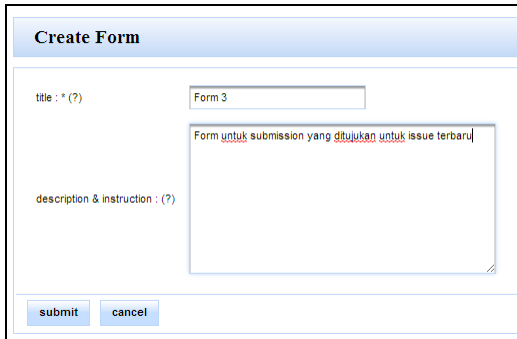 Create Form
title : * (?)
Form 3
Form untuk submission yang ditujukan untuk issue terbaru
description & instruction : (?)
submit cancel